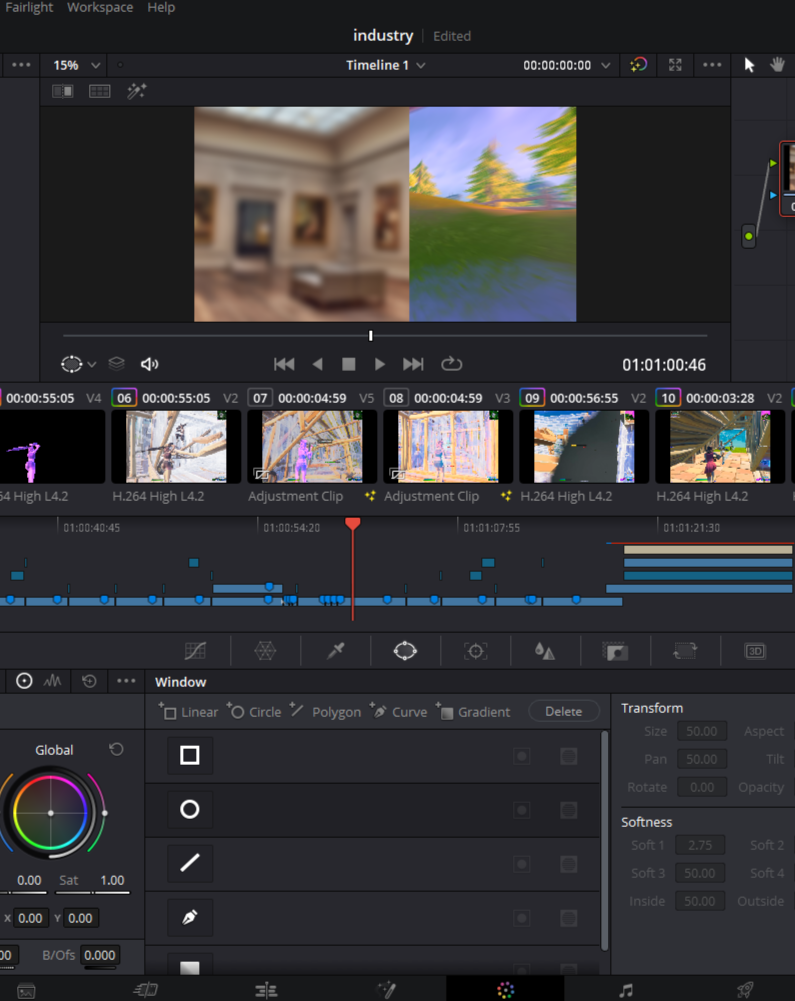 Fairlight Workspace Help
industry Edited
15% Timeline 1 00:00:00:00
01:01:00:46
00:00:55:05 V4 06 00:00:55:05 V2 07 00:00:04:59 V5 08 00:00:04:59 V3 09 00:00:56:55 V2 10 00:00:03:28 V2
64 High L4.2 H.264 High L4.2 Adjustment Clip Adjustment Clip H.264 High L4.2 H.264 High L4.2
01:00:40:45 01:00:54:20 01:01:07:55 01:01:21:30
3D
Window
Linear Circle Polygon Curve Gradient Delete
Transform
Size 50.00 Aspect
Pan 50.00 Tilt
Rotate 0.00 Opacity
Global
Softness
Soft 1 2.75 Soft 2
Soft 3 50.00 Soft 4
Inside 50.00 Outside
0.00 Sat 1.00
X 0.00 Y 0.00
00 B/Ofs 0.000